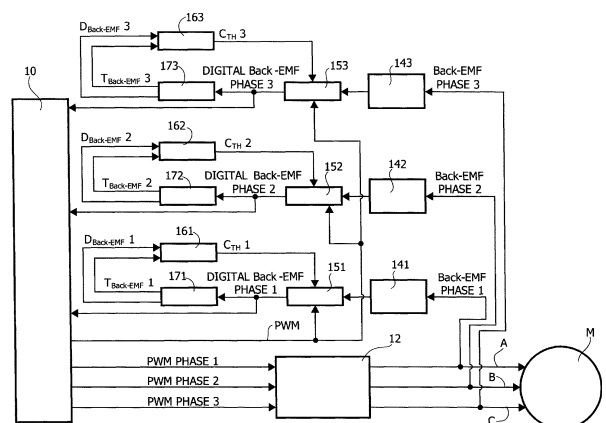 D Back-EMF 3
163
C TH 3
T Back-EMF 3
173
DIGITAL Back-EMF
PHASE 3
153
143
Back-EMF
PHASE 3
10
D Back-EMF 2
162
C TH 2
T Back-EMF 2
172
DIGITAL Back-EMF
PHASE 2
152
142
Back-EMF
PHASE 2
D Back-EMF 1
161
C TH 1
T Back-EMF 1
171
DIGITAL Back-EMF
PHASE 1
151
141
Back-EMF
PHASE 1
PWM
12
M
PWM PHASE 1
A
PWM PHASE 2
B
PWM PHASE 3
C